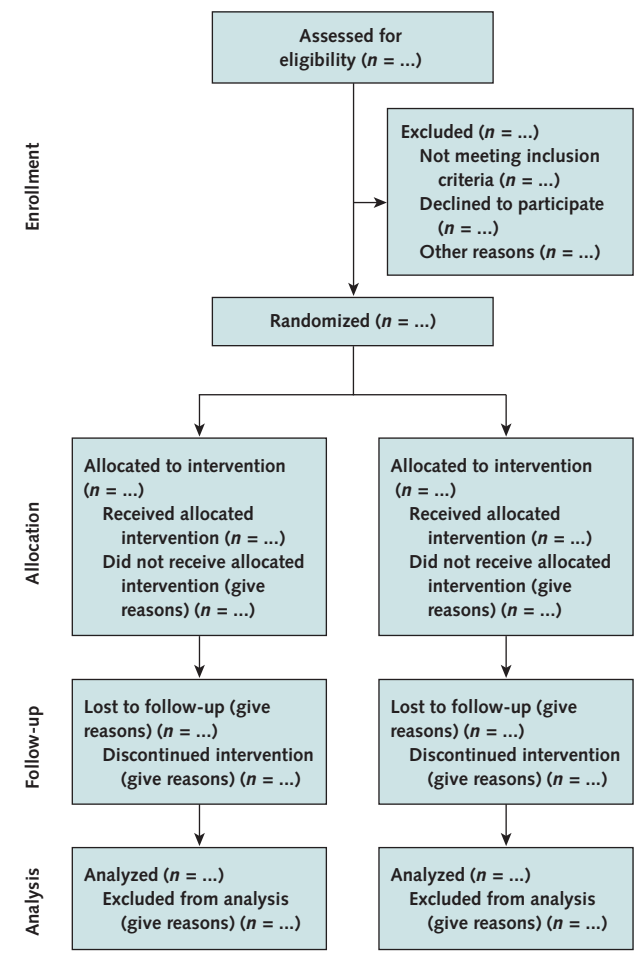 Assessed for
eligibility (n = ...)
Enrollment
Excluded (n = ...)
Not meeting inclusion
criteria (n = ...)
Declined to participate
(n = ...)
Other reasons (n = ...)
Randomized (n = ...)
Allocation
Allocated to intervention
(n = ...)
Received allocated
intervention (n = ...)
Did not receive allocated
intervention (give
reasons) (n = ...)
Allocated to intervention
(n = ...)
Received allocated
intervention (n = ...)
Did not receive allocated
intervention (give
reasons) (n = ...)
Follow-up
Lost to follow-up (give
reasons) (n = ...)
Discontinued intervention
(give reasons) (n = ...)
Lost to follow-up (give
reasons) (n = ...)
Discontinued intervention
(give reasons) (n = ...)
Analysis
Analyzed (n = ...)
Excluded from analysis
(give reasons) (n = ...)
Analyzed (n = ...)
Excluded from analysis
(give reasons) (n = ...)